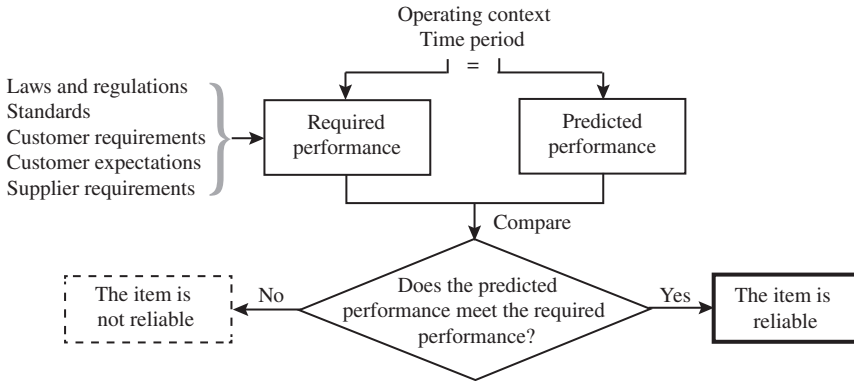 Operating context
Time period
=
Laws and regulations
Standards
Customer requirements
Customer expectations
Supplier requirements
Required
performance
Predicted
performance
Compare
Does the predicted
performance meet the required
performance?
No
Yes
The item is
not reliable
The item is
reliable